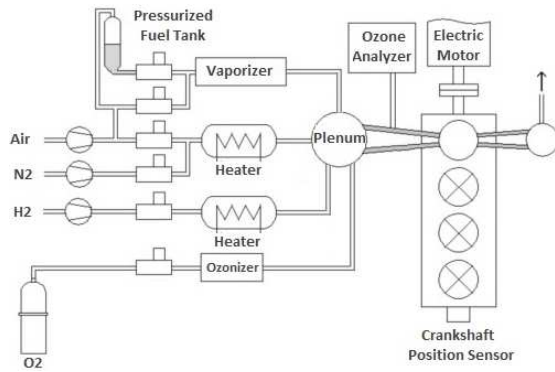 Pressurized
Fuel Tank
Ozone
Analyzer
Electric
Motor
Vaporizer
Air
Plenum
Heater
N2
H2
Heater
Ozonizer
O2
Crankshaft
Position Sensor